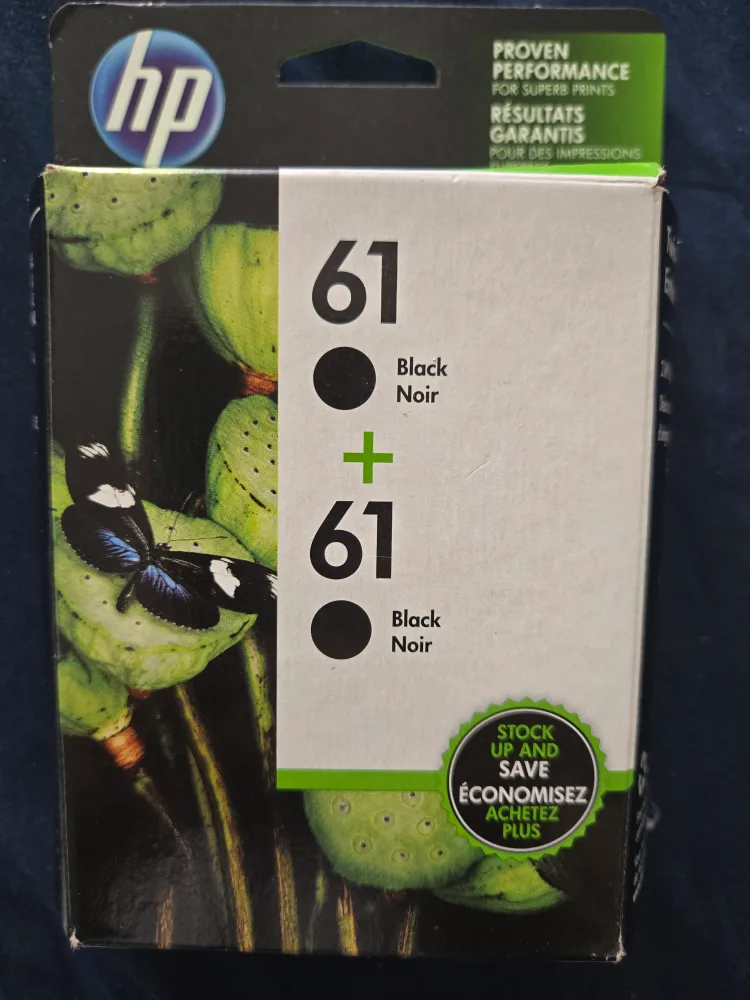 hp
PROVEN
PERFORMANCE
FOR SUPERB PRINTS
RÉSULTATS
GARANTIS
POUR DES IMPRESSIONS
61
Black
Noir
+
61
Black
Noir
STOCK
UP AND
SAVE
ÉCONOMISEZ
ACHETEZ
PLUS